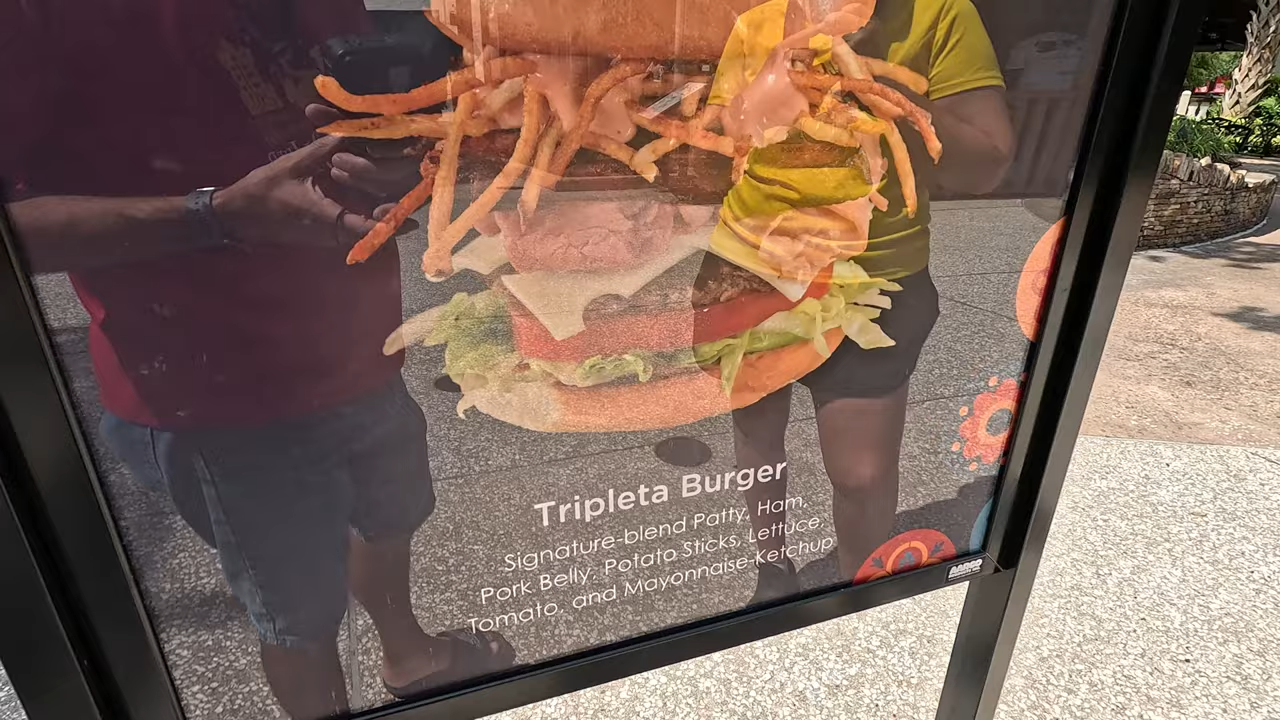 Tripleta Burger
Signature-blend Patty, Ham,
Pork Belly, Potato Sticks, Lettuce,
Tomato, and Mayonnaise-Ketchup